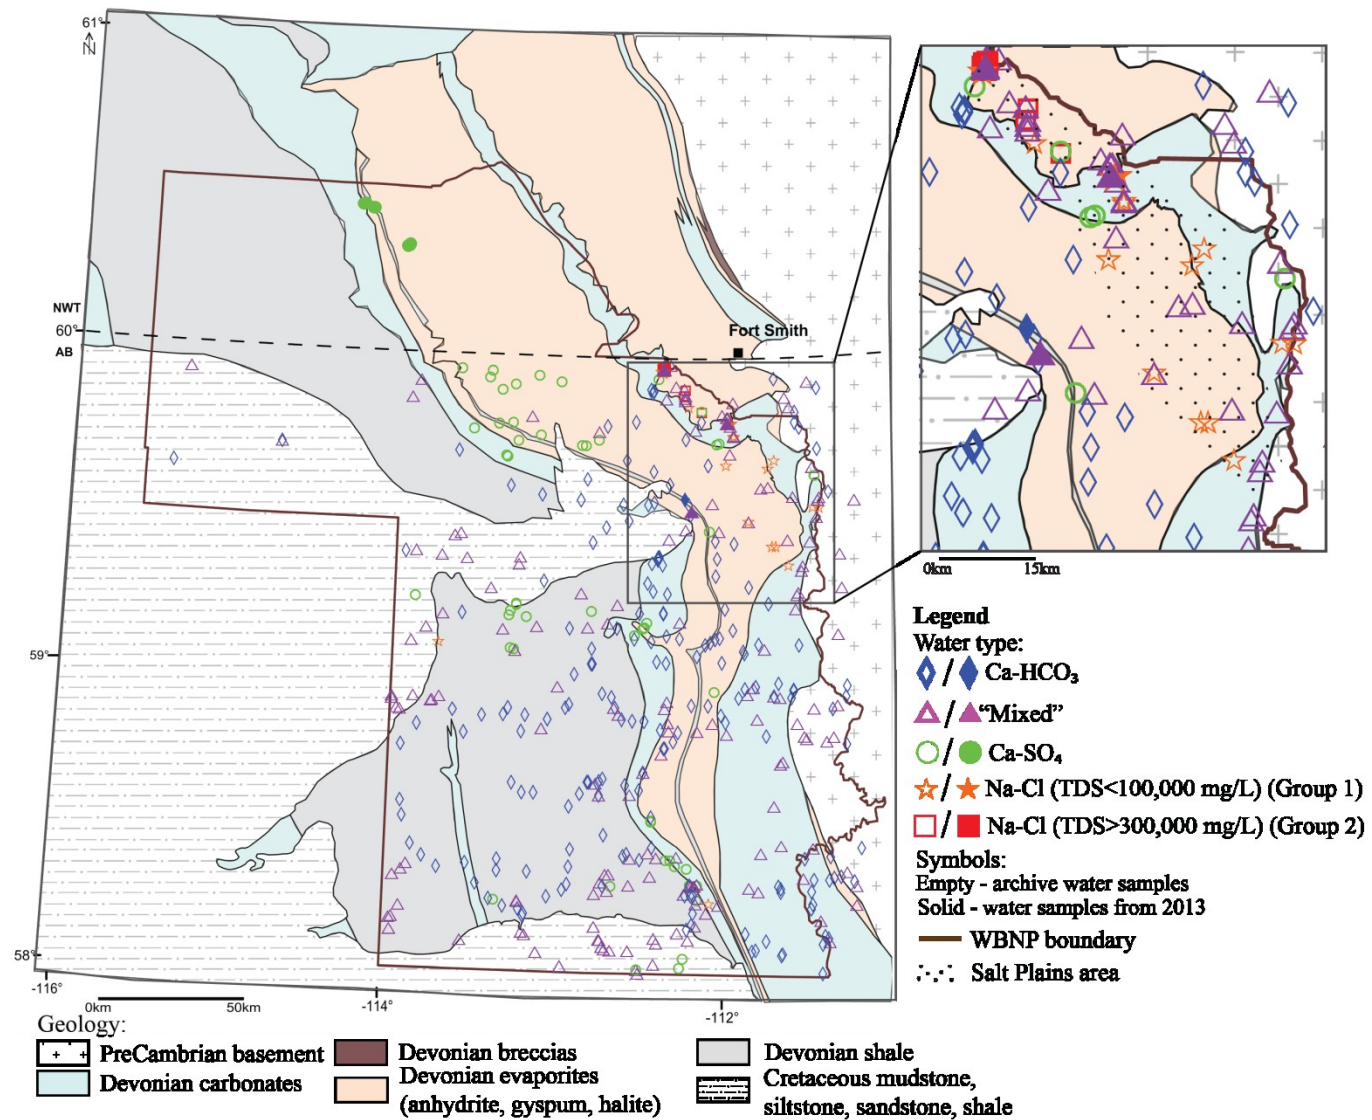 61°
N
NWT
60°
AB
Fort Smith
59°
58°
-116°
-114°
-112°
0km
50km
0km
15km
Legend
Water type:
/ Ca-HCO₃
/ “Mixed”
/ Ca-SO₄
/ Na-Cl (TDS<100,000 mg/L) (Group 1)
/ Na-Cl (TDS>300,000 mg/L) (Group 2)
Symbols:
Empty - archive water samples
Solid - water samples from 2013
WBNP boundary
Salt Plains area
Geology:
PreCambrian basement
Devonian carbonates
Devonian breccias
Devonian evaporites
(anhydrite, gyspum, halite)
Devonian shale
Cretaceous mudstone,
siltstone, sandstone, shale